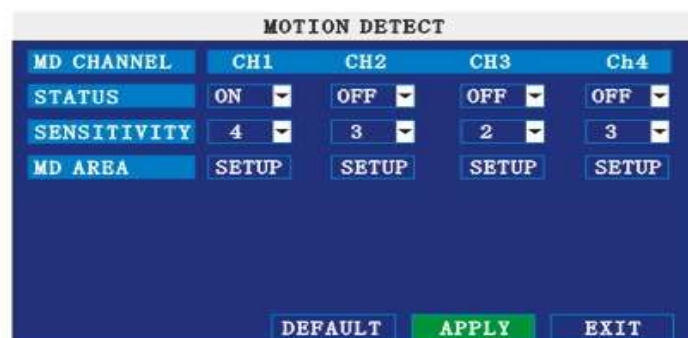 MOTION DETECT
MD CHANNEL CH1 CH2 CH3 Ch4
STATUS ON OFF OFF OFF
SENSITIVITY 4 3 2 3
MD AREA SETUP SETUP SETUP SETUP
DEFAULT APPLY EXIT